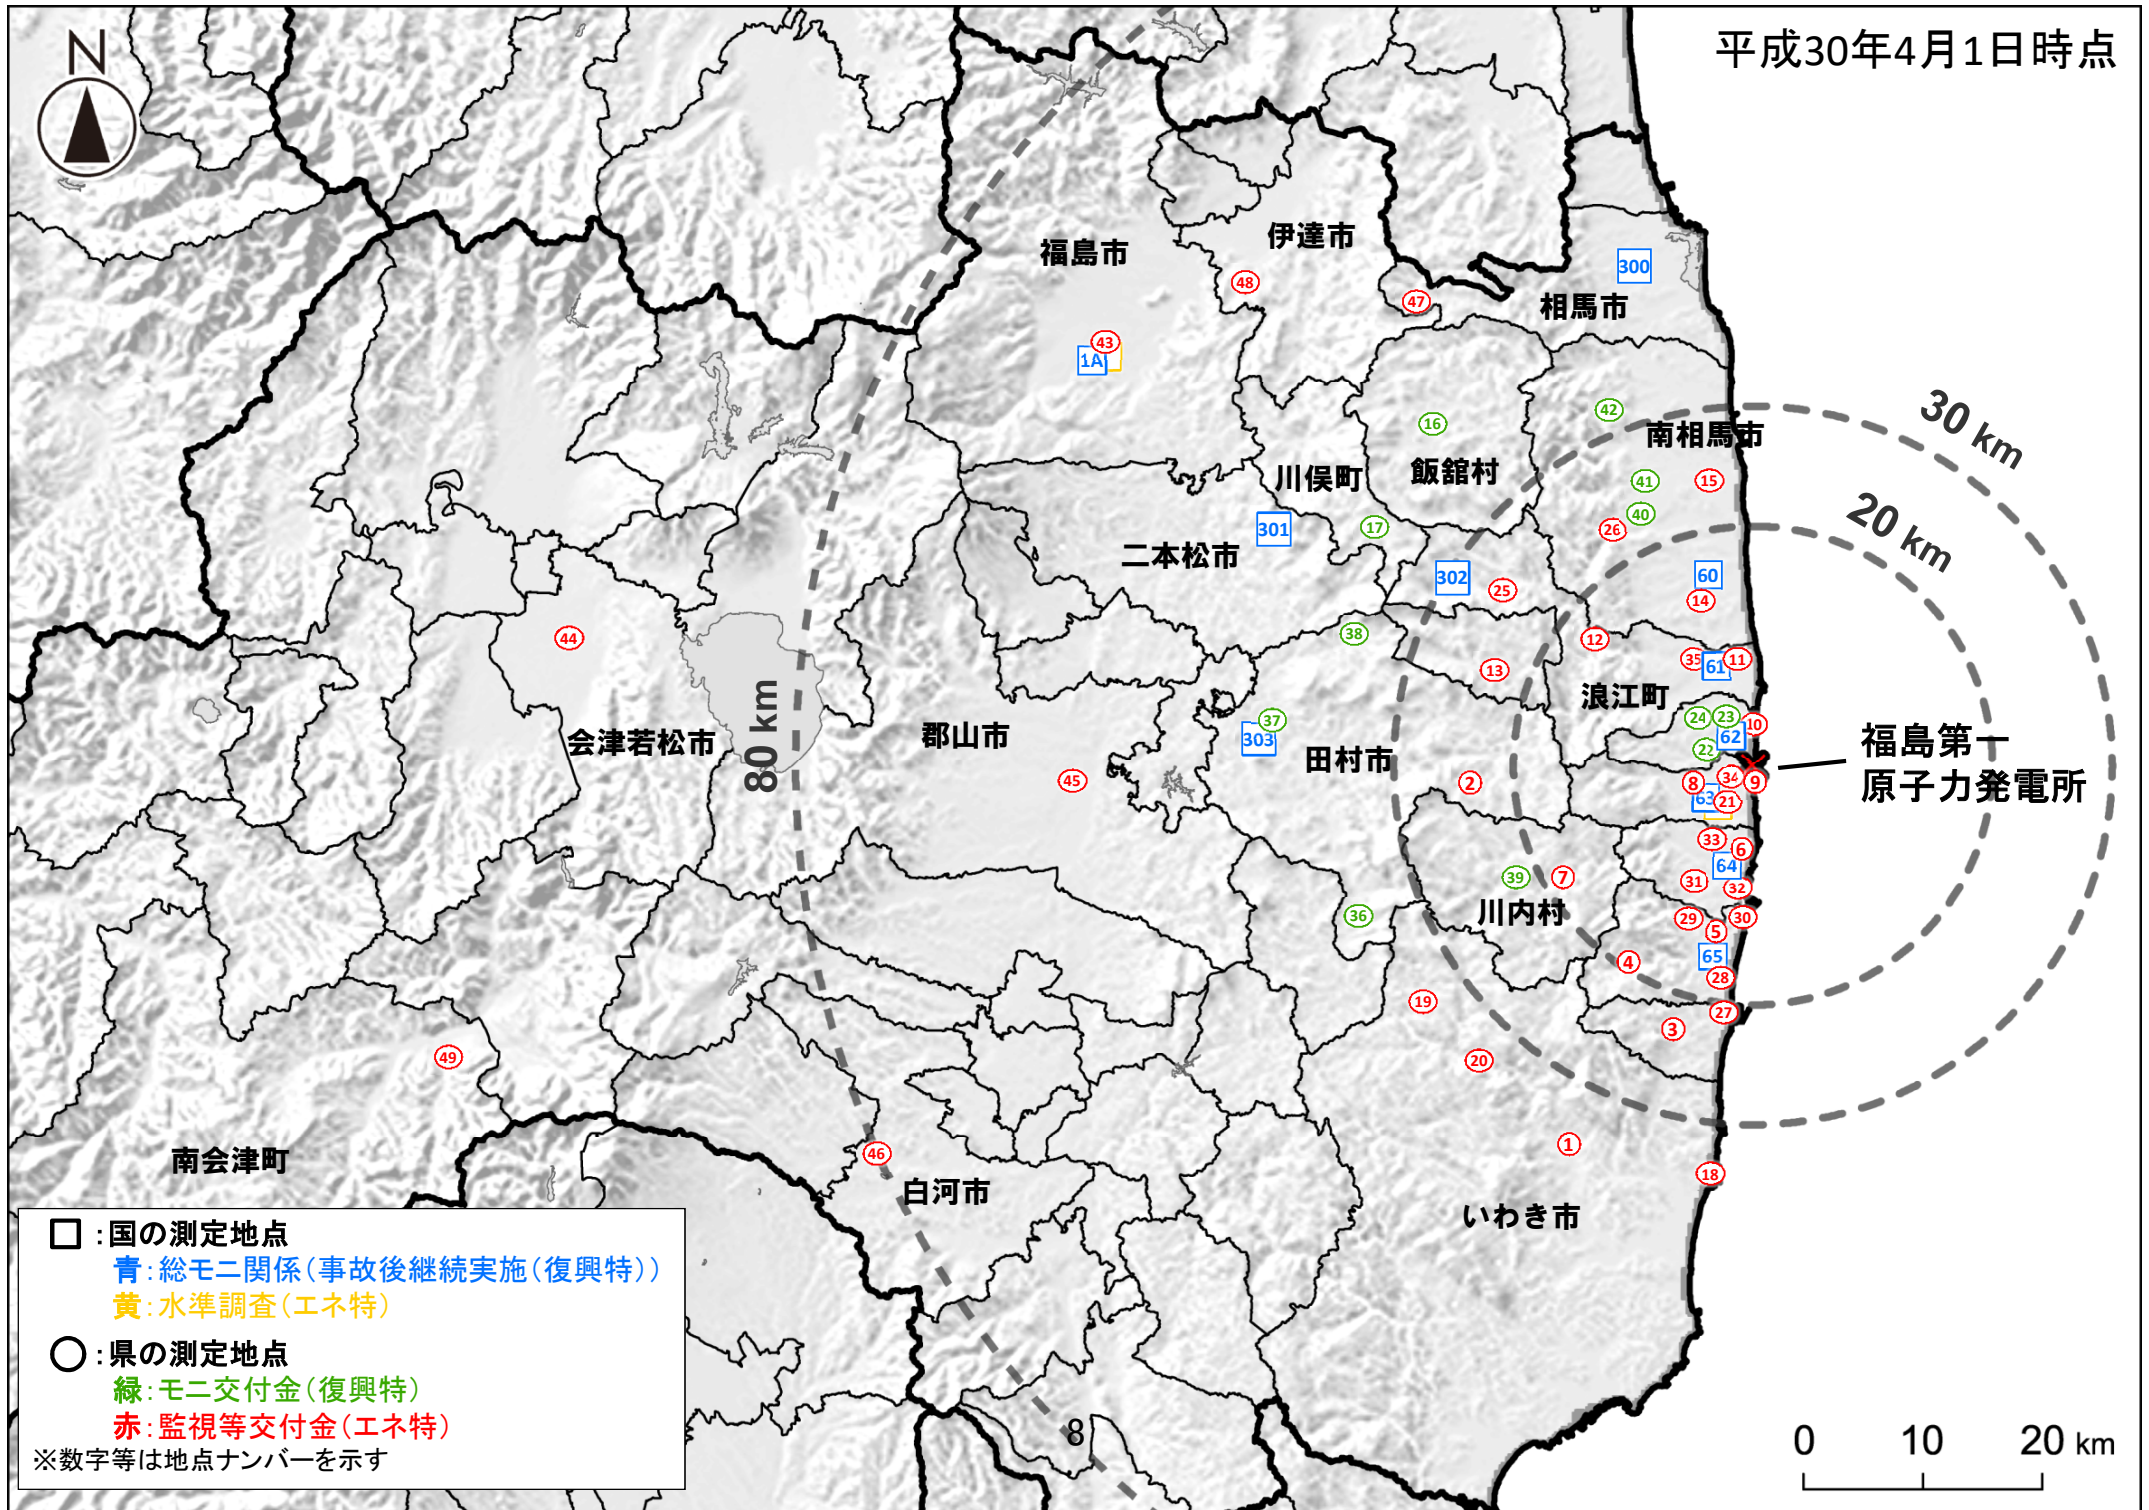 平成30年4月1日時点
N
福島市
伊達市
相馬市
300
48
47
43
1A
42
16
南相馬市
30 km
川俣町
飯舘村
41
15
40
26
17
20 km
301
二本松市
302
25
60
14
44
38
12
13
35
61
11
浪江町
80 km
会津若松市
郡山市
37
303
田村市
24
23
10
62
22
福島第一
原子力発電所
45
2
8
34
9
63
21
33
6
64
39
7
31
32
川内村
36
29
30
5
65
4
28
19
27
3
49
20
46
1
18
南会津町
白河市
いわき市
□:国の測定地点
青:総モニ関係(事故後継続実施(復興特))
黄:水準調査(エネ特)
○:県の測定地点
緑:モニ交付金(復興特)
赤:監視等交付金(エネ特)
※数字等は地点ナンバーを示す
8
0 10 20 km